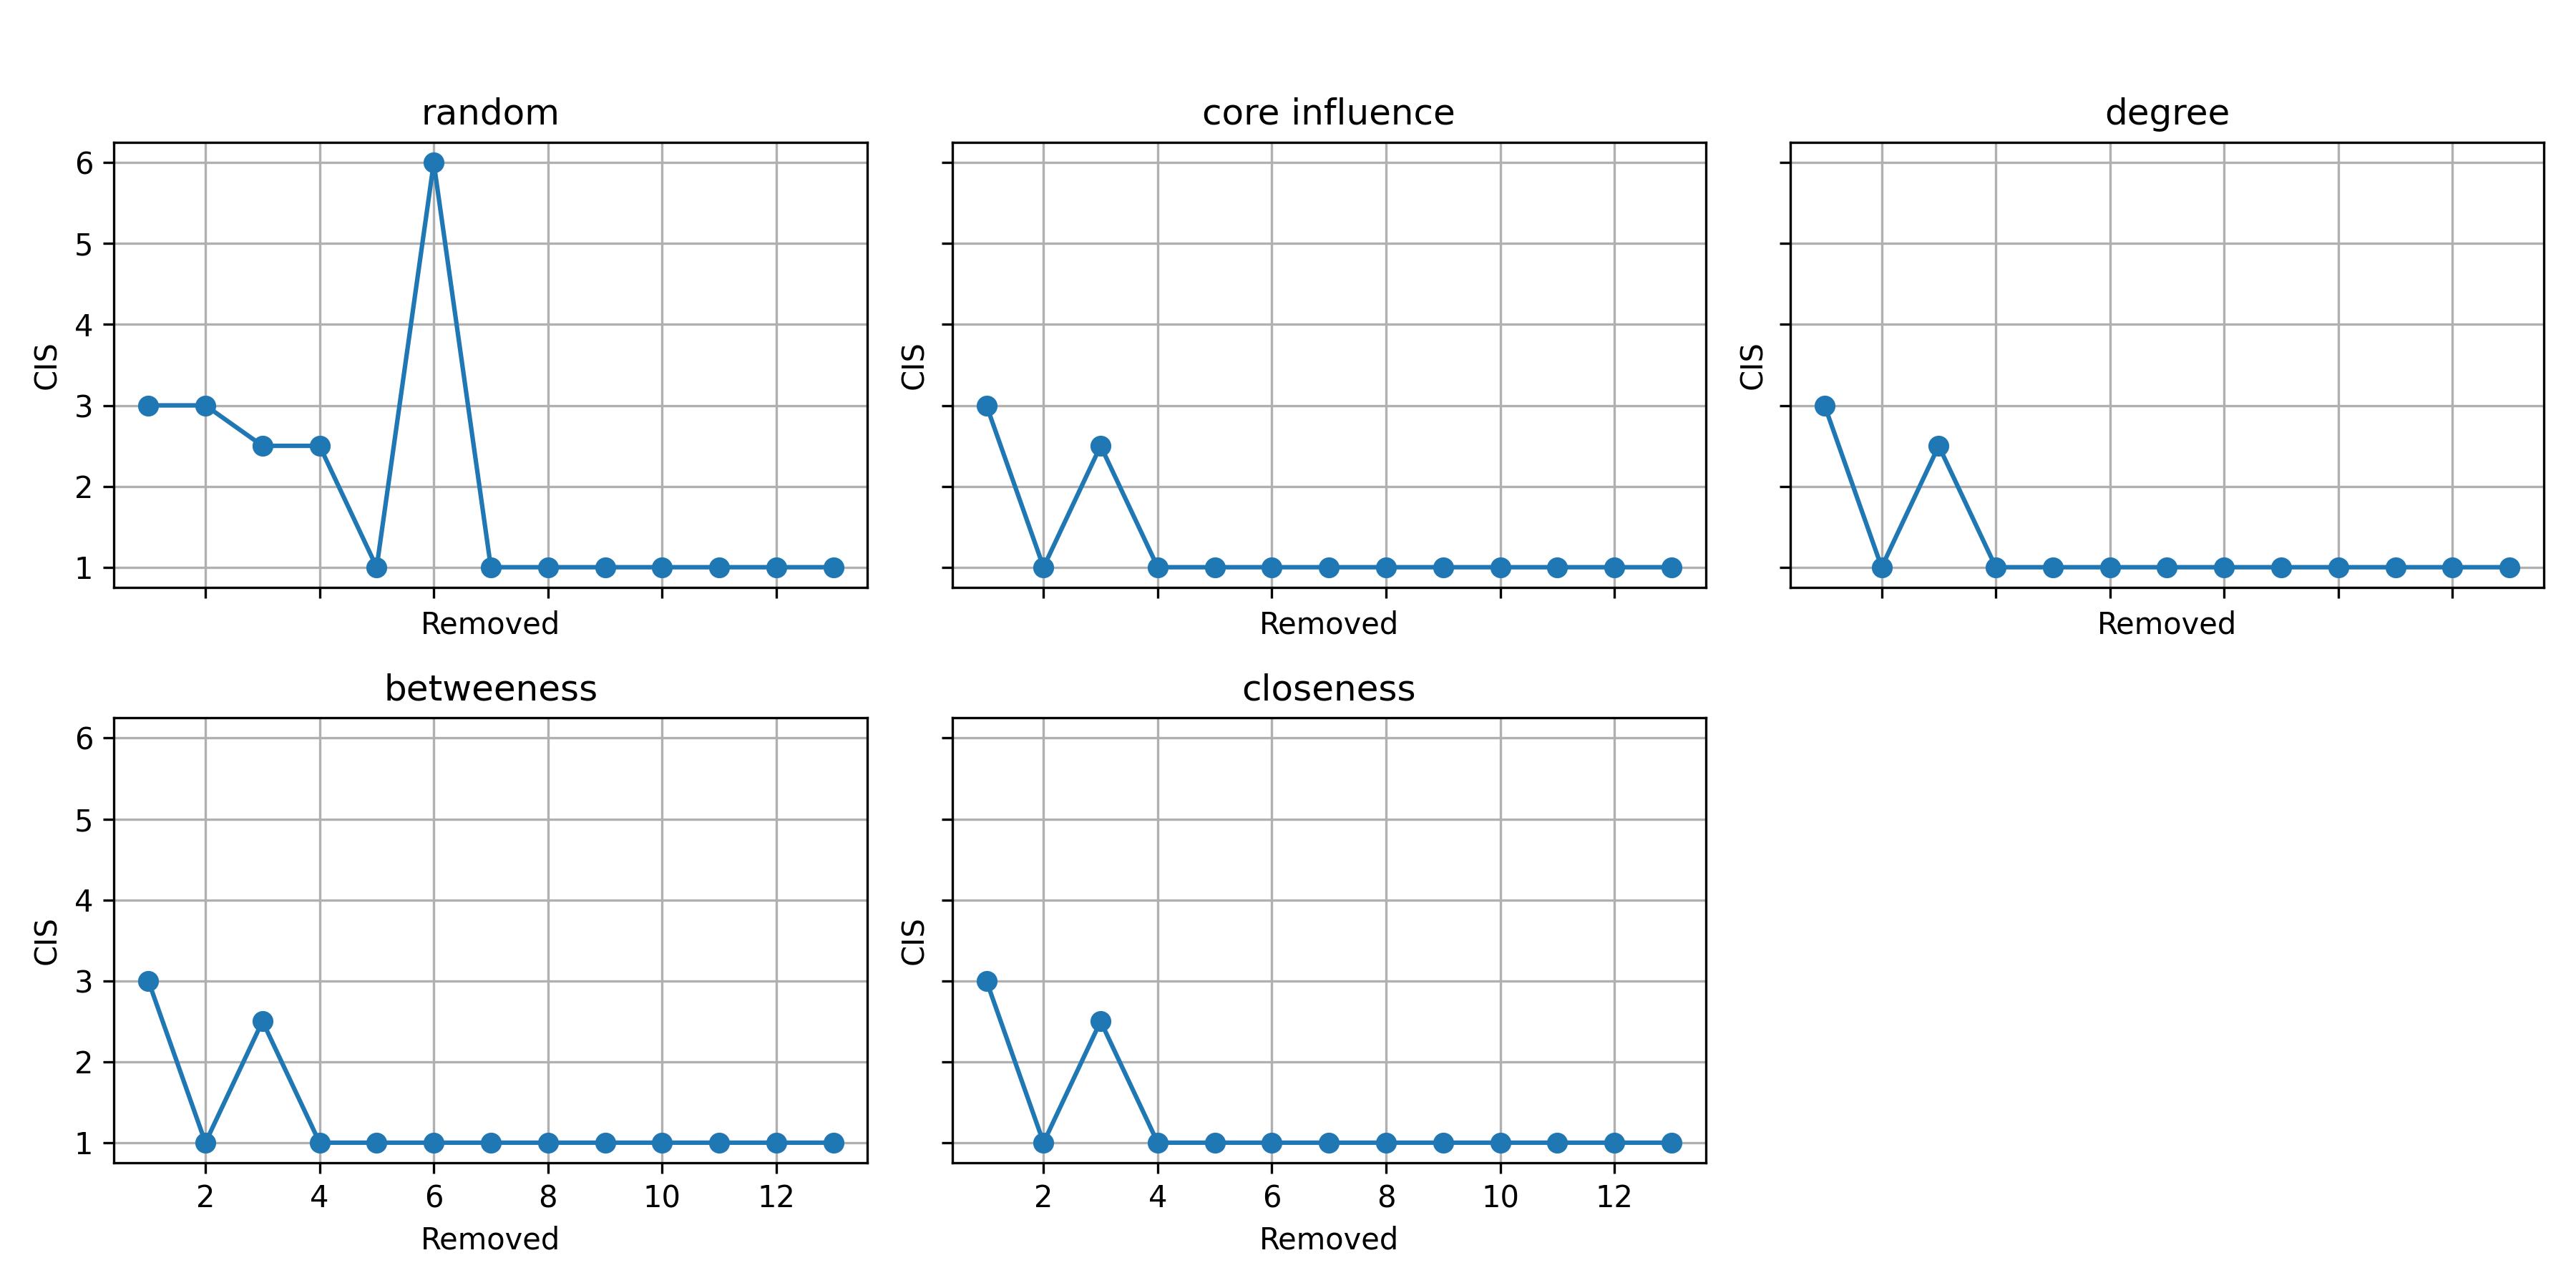 random
core influence
degree
6
5
4
3
2
1
CIS
CIS
CIS
Removed
Removed
Removed
betweeness
closeness
6
5
4
3
2
1
CIS
CIS
2 4 6 8 10 12
2 4 6 8 10 12
Removed
Removed